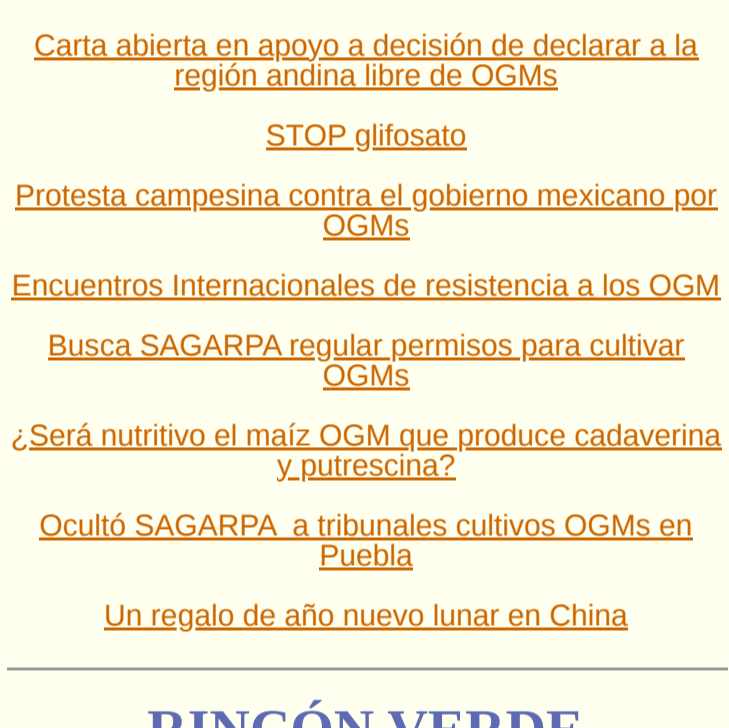 Carta abierta en apoyo a decisión de declarar a la
región andina libre de OGMs
STOP glifosato
Protesta campesina contra el gobierno mexicano por
OGMs
Encuentros Internacionales de resistencia a los OGM
Busca SAGARPA regular permisos para cultivar
OGMs
¿Será nutritivo el maíz OGM que produce cadaverina
y putrescina?
Ocultó SAGARPA  a tribunales cultivos OGMs en
Puebla
Un regalo de año nuevo lunar en China
RINCÓN VERDE